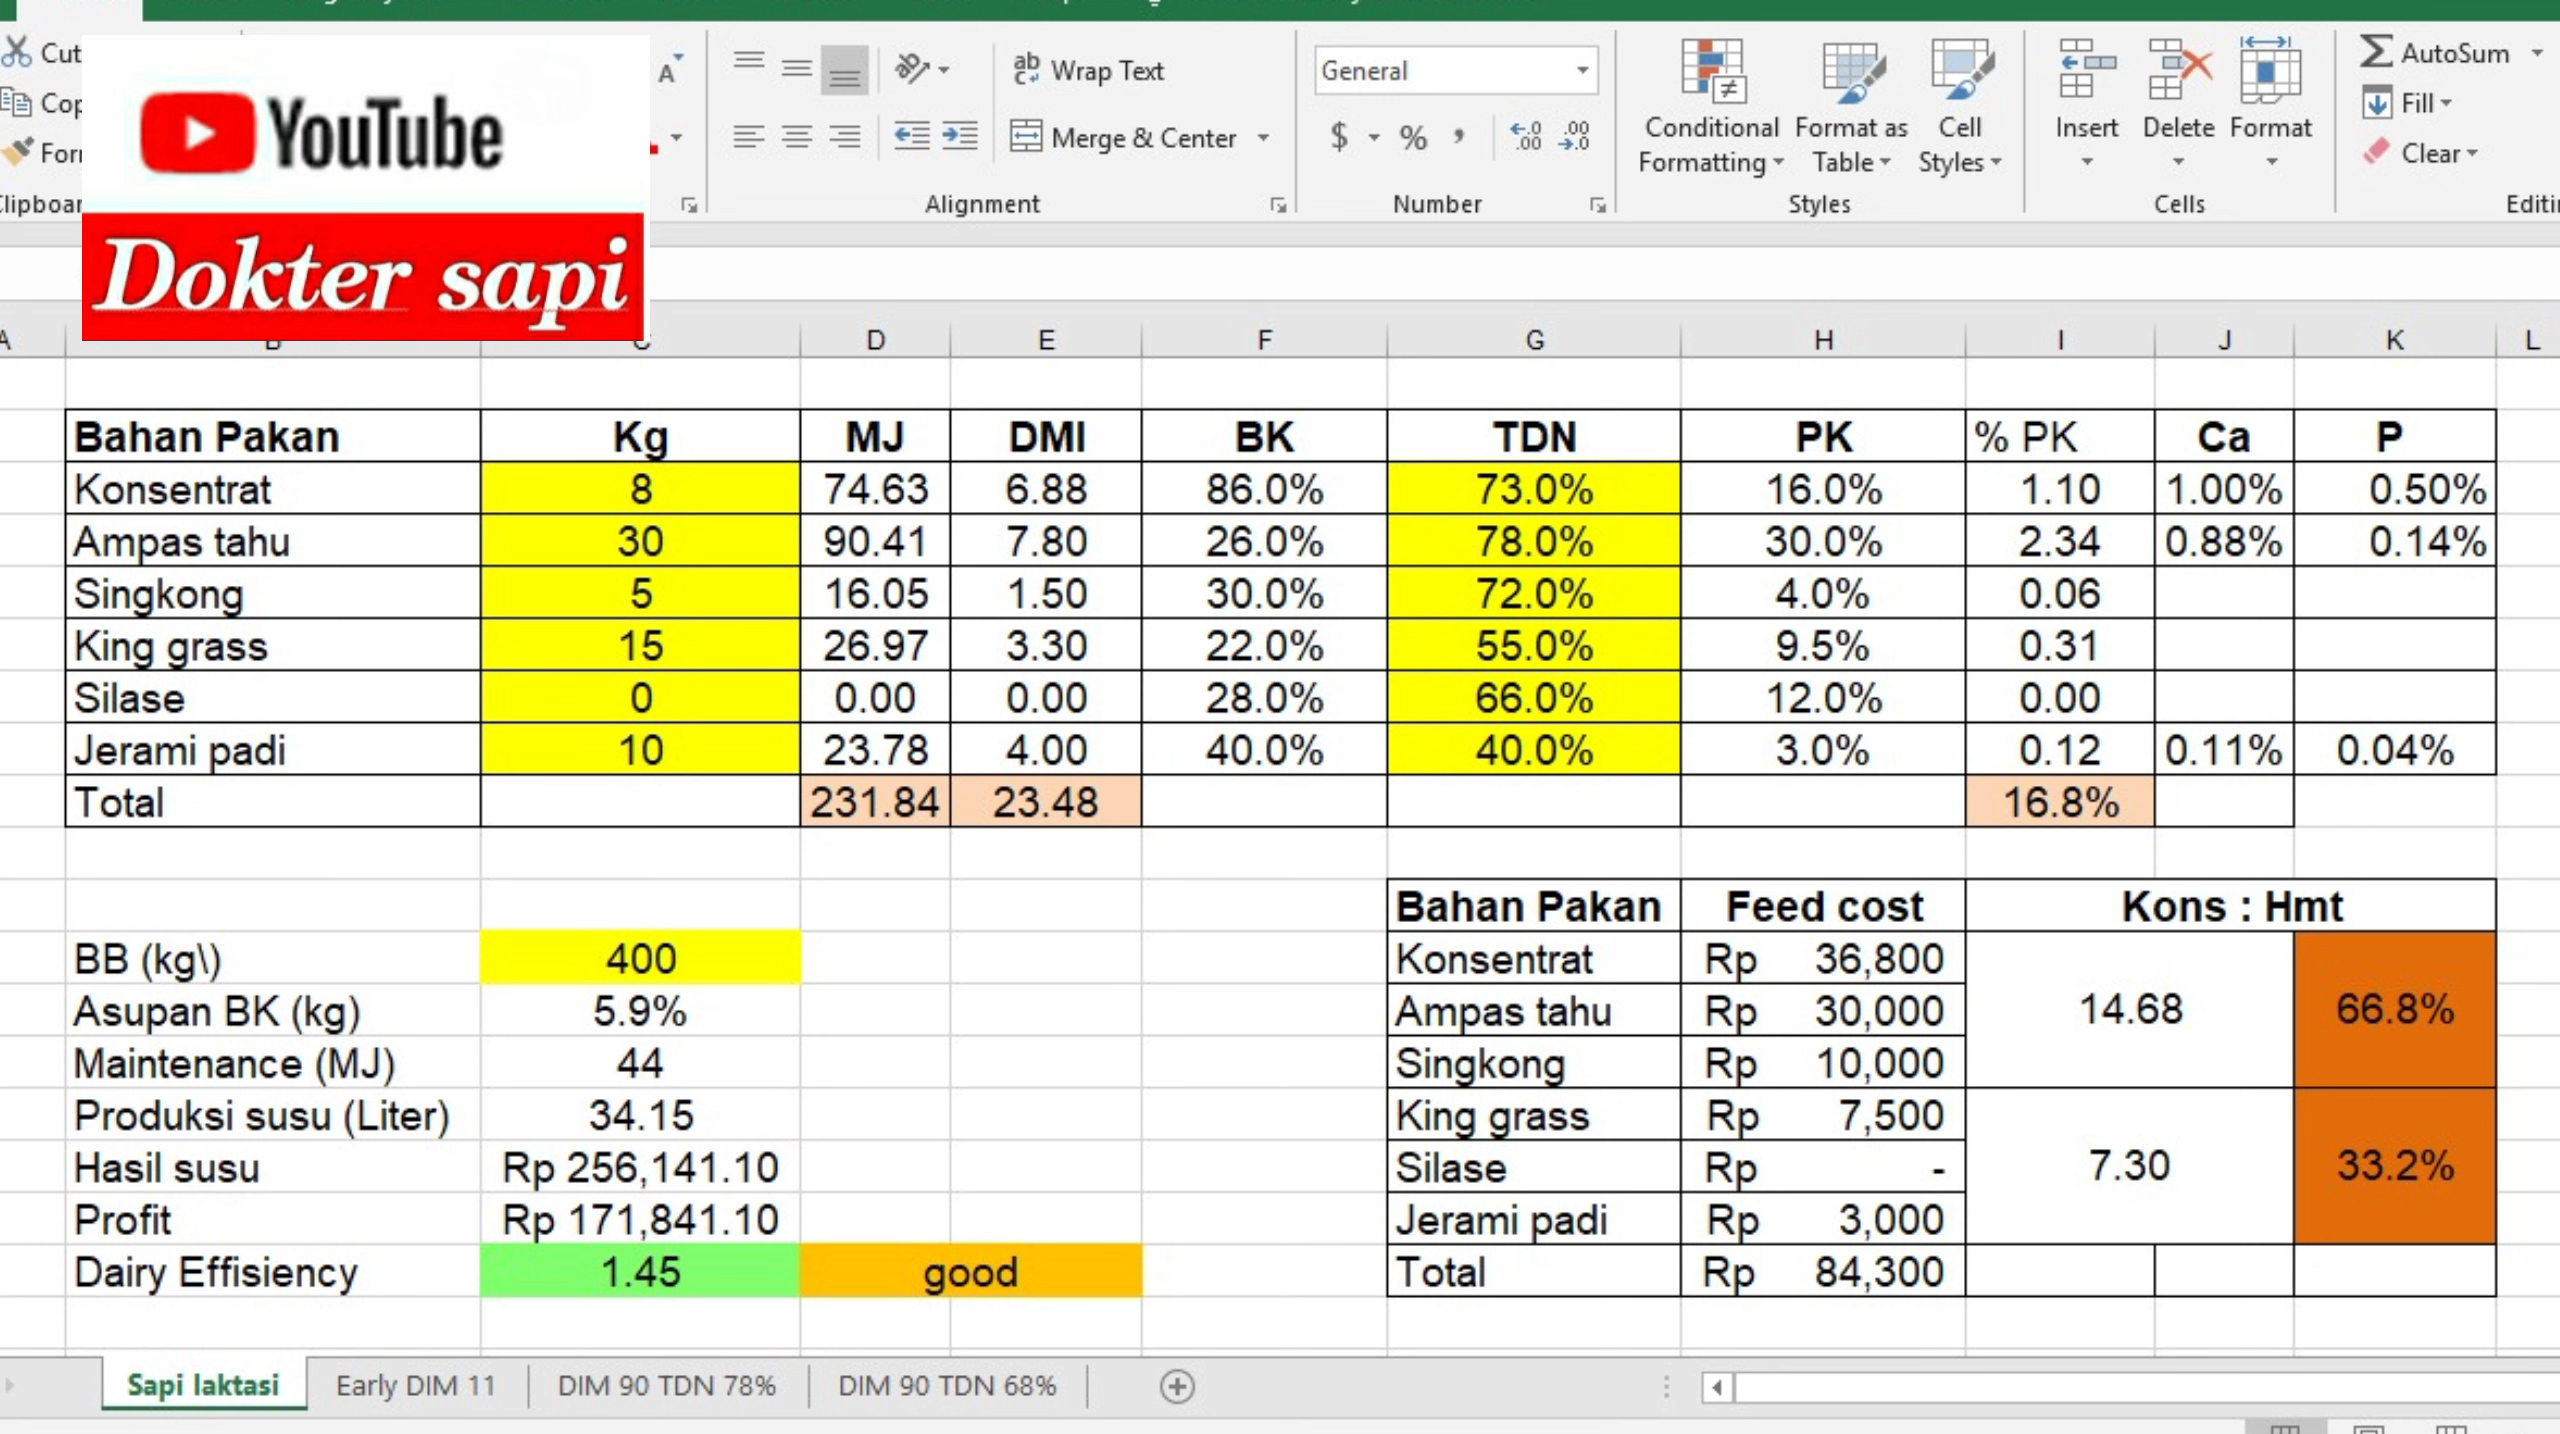 Cut
Wrap Text
General
AutoSum
Cop
YouTube
Fill
Merge & Center
$ % ,
Conditional Formatting
Format as Table
Cell Styles
Insert
Delete
Format
Clear
Alignment
Number
Styles
Cells
Dokter sapi
D E F G H I J K L
Bahan Pakan Kg MJ DMI BK TDN PK % PK Ca P
Konsentrat 8 74.63 6.88 86.0% 73.0% 16.0% 1.10 1.00% 0.50%
Ampas tahu 30 90.41 7.80 26.0% 78.0% 30.0% 2.34 0.88% 0.14%
Singkong 5 16.05 1.50 30.0% 72.0% 4.0% 0.06
King grass 15 26.97 3.30 22.0% 55.0% 9.5% 0.31
Silase 0 0.00 0.00 28.0% 66.0% 12.0% 0.00
Jerami padi 10 23.78 4.00 40.0% 40.0% 3.0% 0.12 0.11% 0.04%
Total 231.84 23.48 16.8%
Bahan Pakan Feed cost Kons : Hmt
BB (kg\) 400 Konsentrat Rp 36,800
Asupan BK (kg) 5.9% Ampas tahu Rp 30,000 14.68 66.8%
Maintenance (MJ) 44 Singkong Rp 10,000
Produksi susu (Liter) 34.15 King grass Rp 7,500
Hasil susu Rp 256,141.10 Silase Rp - 7.30 33.2%
Profit Rp 171,841.10 Jerami padi Rp 3,000
Dairy Effisiency 1.45 good Total Rp 84,300
Sapi laktasi Early DIM 11 DIM 90 TDN 78% DIM 90 TDN 68%